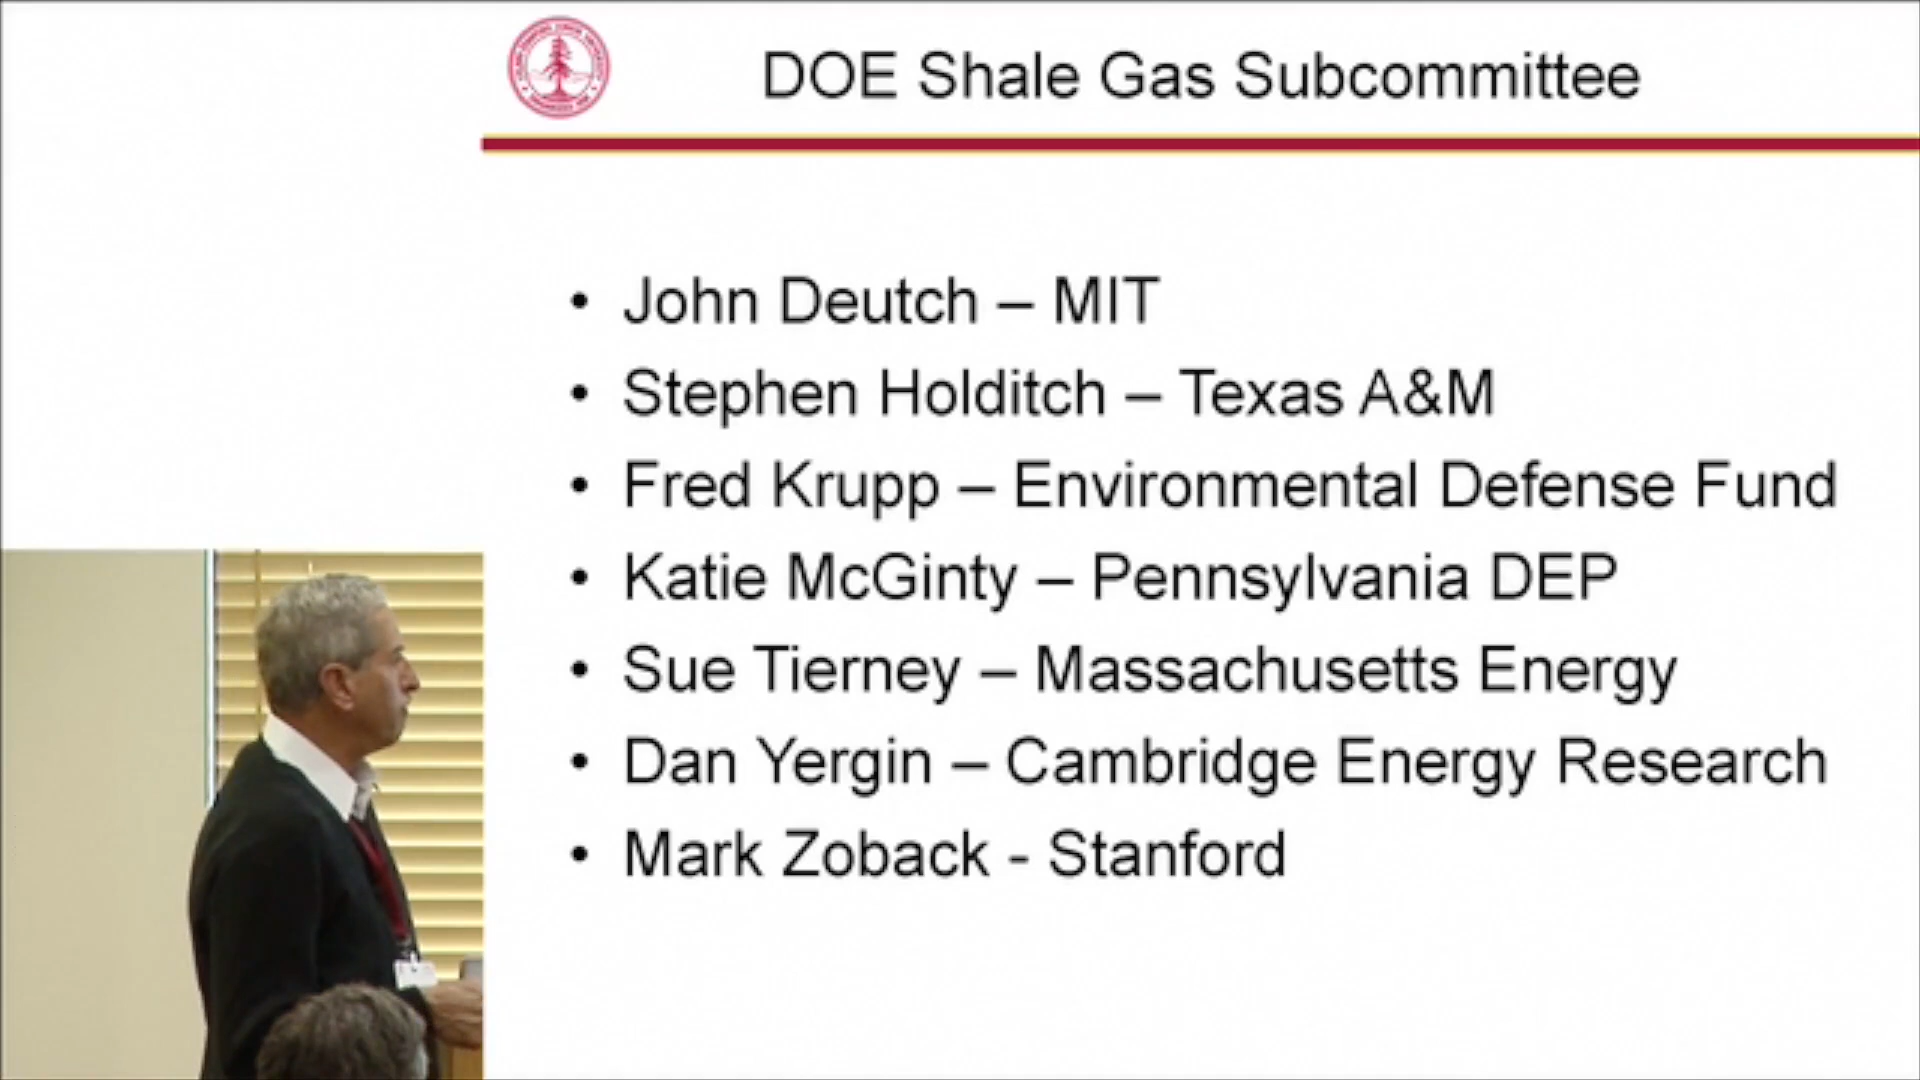 DOE Shale Gas Subcommittee
• John Deutch – MIT
• Stephen Holditch – Texas A&M
• Fred Krupp – Environmental Defense Fund
• Katie McGinty – Pennsylvania DEP
• Sue Tierney – Massachusetts Energy
• Dan Yergin – Cambridge Energy Research
• Mark Zoback - Stanford